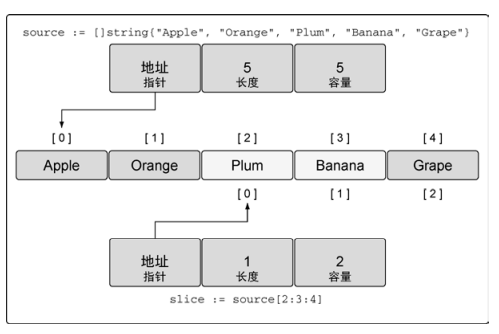 source := []string{"Apple", "Orange", "Plum", "Banana", "Grape"}
地址 5 5
指针 长度 容量
[0] [1] [2] [3] [4]
Apple Orange Plum Banana Grape
[0] [1] [2]
地址 1 2
指针 长度 容量
slice := source[2:3:4]